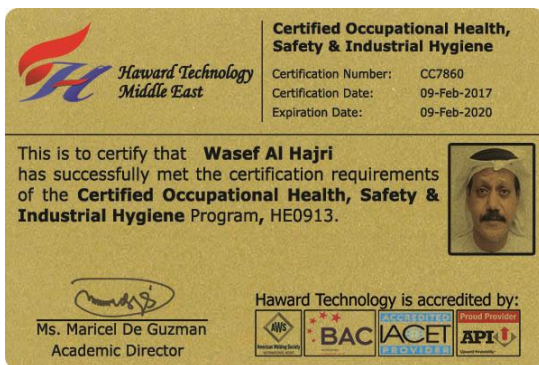 Haward Technology
Middle East
Certified Occupational Health,
Safety & Industrial Hygiene
Certification Number: CC7860
Certification Date: 09-Feb-2017
Expiration Date: 09-Feb-2020
This is to certify that Wasef Al Hajri
has successfully met the certification requirements
of the Certified Occupational Health, Safety &
Industrial Hygiene Program, HE0913.
Ms. Maricel De Guzman
Academic Director
Haward Technology is accredited by:
AWS
American Welding Society
BAC
ACCREDITED
IACET
PROVIDER
Proud Provider
API